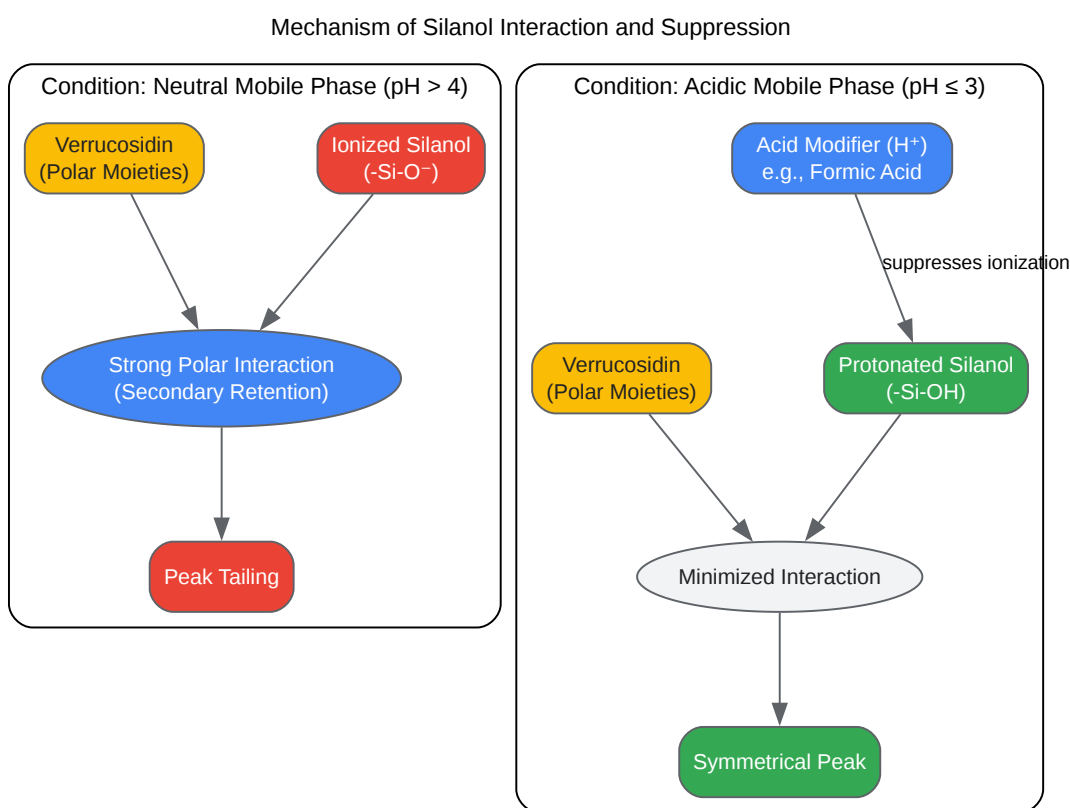 Mechanism of Silanol Interaction and Suppression
Condition: Neutral Mobile Phase (pH > 4)
Verrucosidin
(Polar Moieties)
Ionized Silanol
(-Si-O⁻)
Strong Polar Interaction
(Secondary Retention)
Peak Tailing
Condition: Acidic Mobile Phase (pH ≤ 3)
Acid Modifier (H⁺)
e.g., Formic Acid
suppresses ionization
Verrucosidin
(Polar Moieties)
Protonated Silanol
(-Si-OH)
Minimized Interaction
Symmetrical Peak